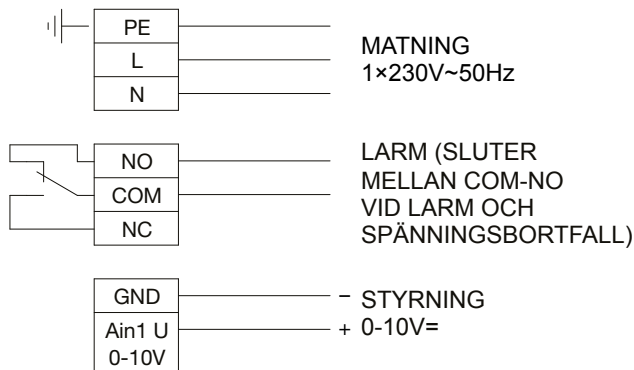 PE
L
N
MATNING
1×230V~50Hz
NO
COM
NC
LARM (SLUTER
MELLAN COM-NO
VID LARM OCH
SPÄNNINGSBORTFALL)
GND
Ain1 U
0-10V
− STYRNING
+ 0-10V=